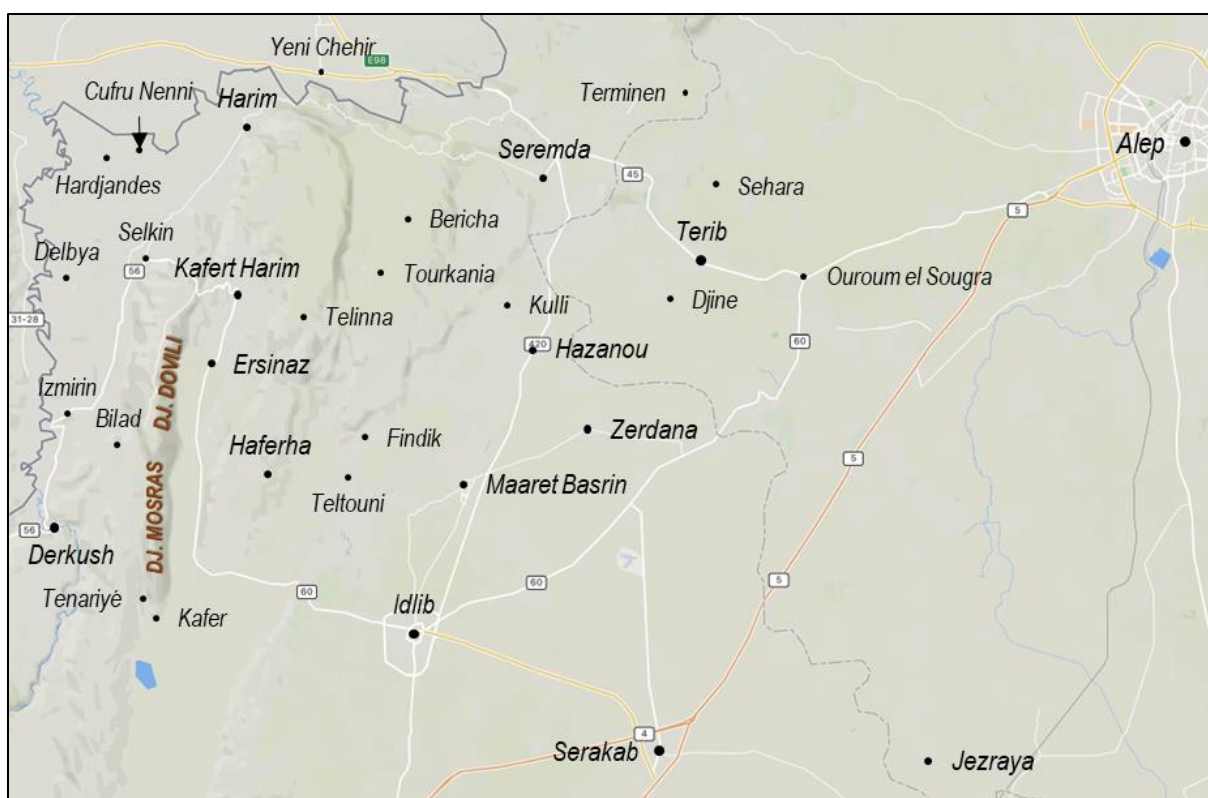 Yeni Chehir
E98
Cufru Nenni
Harim
Terminen
Alep
Hardjandes
Seremda
45
Sehara
5
Bericha
Selkin
Terib
Delbya
56
Kafert Harim
Tourkania
Ouroum el Sougra
Djine
Kulli
31-28
Telinna
60
420
Hazanou
DJ. DOVILI
Ersinaz
Izmirin
Bilad
Findik
Zerdana
5
Haferha
Teltouni
Maaret Basrin
DJ. MOSRAS
56
Derkush
60
60
5
Tenariyé
Kafer
Idlib
4
Serakab
Jezraya